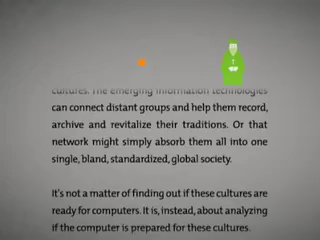 cultures. The emerging information technologies
can connect distant groups and help them record,
archive and revitalize their traditions. Or that
network might simply absorb them all into one
single, bland, standardized, global society.
It's not a matter of finding out if these cultures are
ready for computers. It is, instead, about analyzing
if the computer is prepared for these cultures.